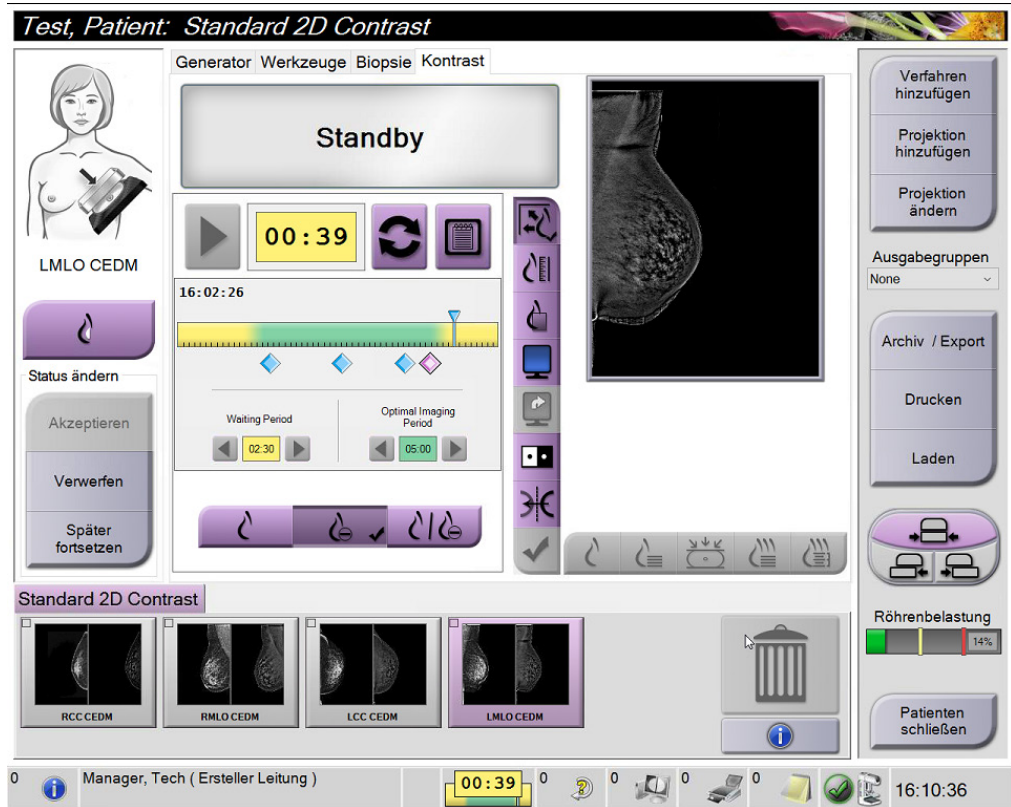 Test, Patient: Standard 2D Contrast
Generator Werkzeuge Biopsie Kontrast
Standby
00:39
16:02:26
Waiting Period
Optimal Imaging
Period
02:30
05:00
LMLO CEDM
Status ändern
Akzeptieren
Verwerfen
Später
fortsetzen
Verfahren
hinzufügen
Projektion
hinzufügen
Projektion
ändern
Ausgabegruppen
None
Archiv / Export
Drucken
Laden
Röhrenbelastung
14%
Patienten
schließen
Standard 2D Contrast
RCC CEDM
RMLO CEDM
LCC CEDM
LMLO CEDM
0 Manager, Tech ( Ersteller Leitung ) 00:39 0 0 0 0 16:10:36